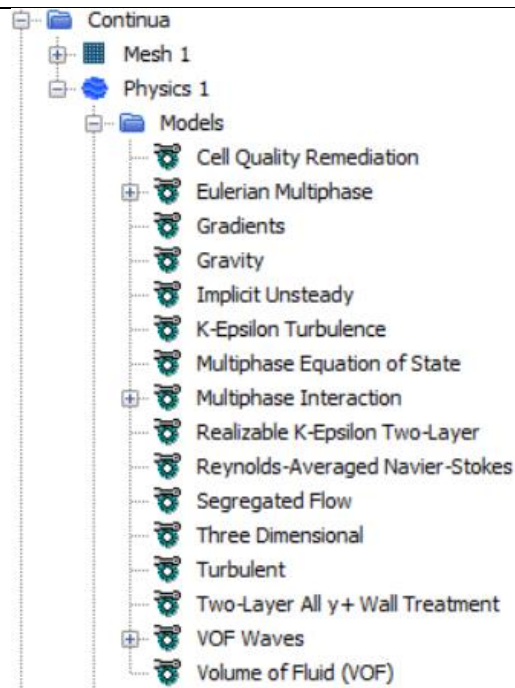 Continua
Mesh 1
Physics 1
Models
Cell Quality Remediation
Eulerian Multiphase
Gradients
Gravity
Implicit Unsteady
K-Epsilon Turbulence
Multiphase Equation of State
Multiphase Interaction
Realizable K-Epsilon Two-Layer
Reynolds-Averaged Navier-Stokes
Segregated Flow
Three Dimensional
Turbulent
Two-Layer All y+ Wall Treatment
VOF Waves
Volume of Fluid (VOF)